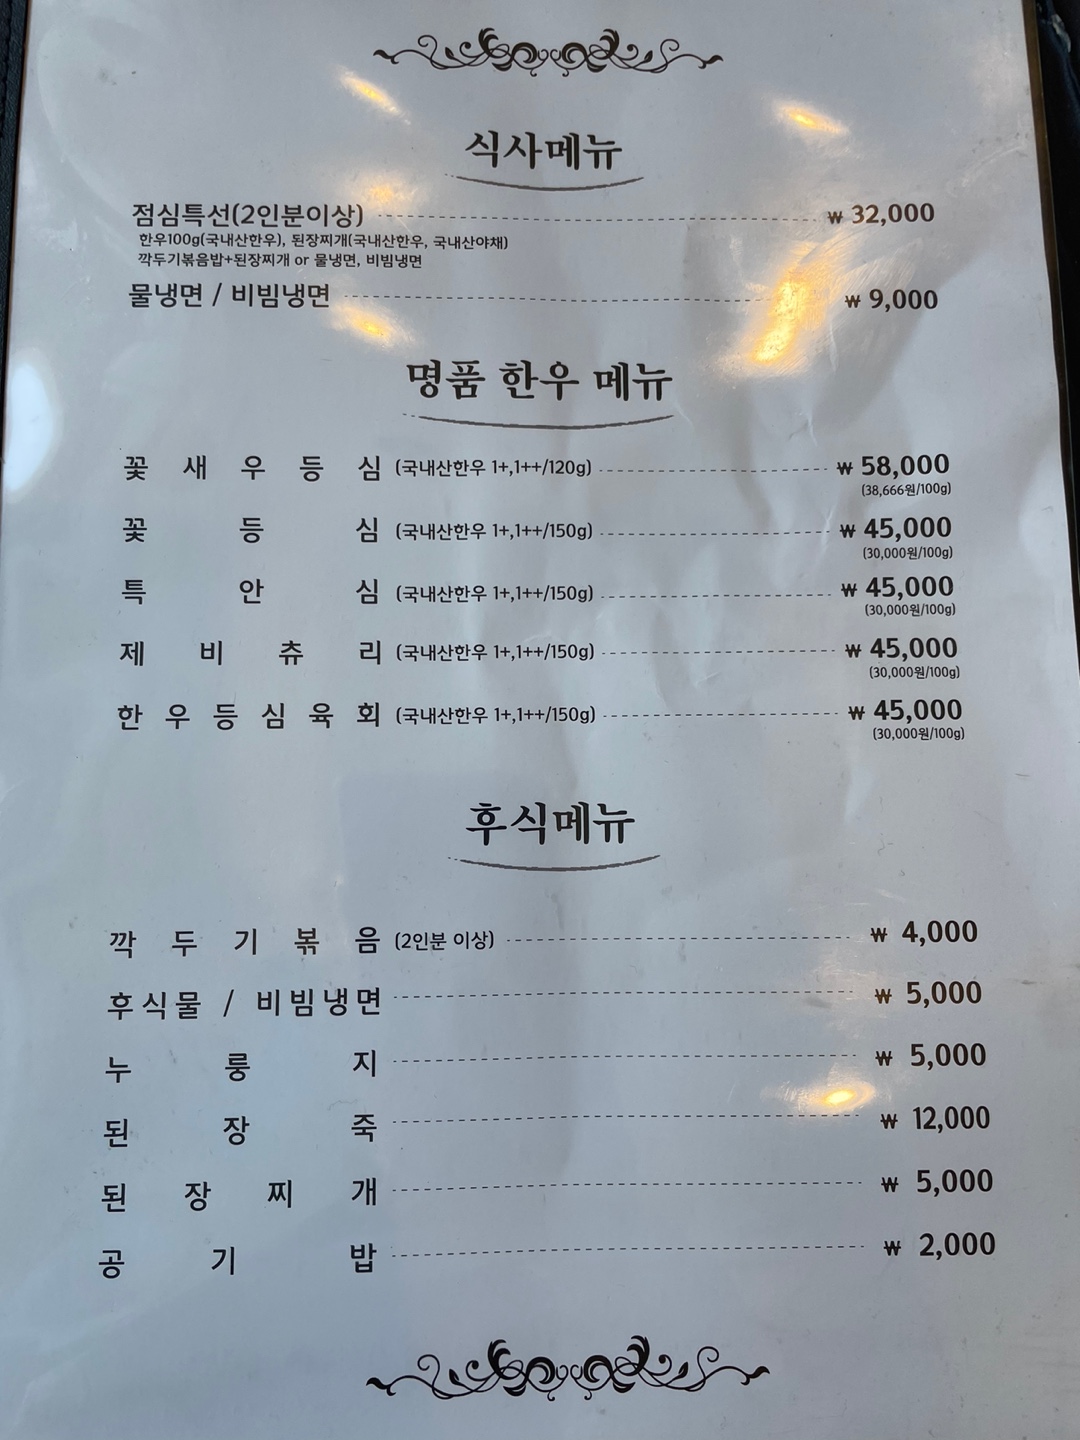 식사메뉴
점심특선(2인분이상) ₩ 32,000
한우100g(국내산한우), 된장찌개(국내산한우, 국내산야채)
깍두기볶음밥+된장찌개 or 물냉면, 비빔냉면
물냉면 / 비빔냉면 ₩ 9,000
명품 한우 메뉴
꽃새우등심 (국내산한우 1+,1++/120g) ₩ 58,000
(38,666원/100g)
꽃등심 (국내산한우 1+,1++/150g) ₩ 45,000
(30,000원/100g)
특안심 (국내산한우 1+,1++/150g) ₩ 45,000
(30,000원/100g)
제비츄리 (국내산한우 1+,1++/150g) ₩ 45,000
(30,000원/100g)
한우등심육회 (국내산한우 1+,1++/150g) ₩ 45,000
(30,000원/100g)
후식메뉴
깍두기볶음 (2인분 이상) ₩ 4,000
후식물 / 비빔냉면 ₩ 5,000
누룽지 ₩ 5,000
된장죽 ₩ 12,000
된장찌개 ₩ 5,000
공기밥 ₩ 2,000